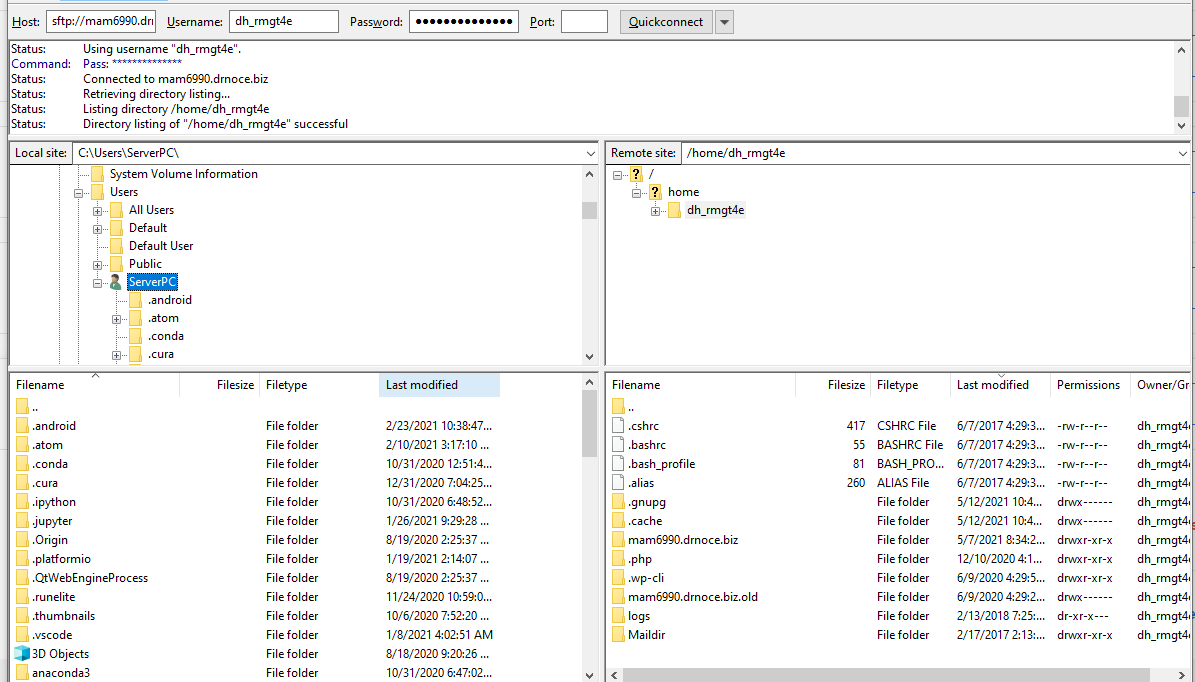 Host: sftp://mam6990.drn Username: dh_rmgt4e Password: ●●●●●●●●●●●●●● Port: Quickconnect
Status: Using username "dh_rmgt4e".
Command: Pass: **************
Status: Connected to mam6990.drnoce.biz
Status: Retrieving directory listing...
Status: Listing directory /home/dh_rmgt4e
Status: Directory listing of "/home/dh_rmgt4e" successful
Local site: C:\Users\ServerPC\
System Volume Information
Users
All Users
Default
Default User
Public
ServerPC
.android
.atom
.conda
.cura
Remote site: /home/dh_rmgt4e
/
home
dh_rmgt4e
Filename Filesize Filetype Last modified
..
.android File folder 2/23/2021 10:38:47...
.atom File folder 2/10/2021 3:17:10 ...
.conda File folder 10/31/2020 12:51:4...
.cura File folder 12/31/2020 7:04:25...
.ipython File folder 10/31/2020 6:48:52...
.jupyter File folder 1/26/2021 9:29:28 ...
.Origin File folder 8/19/2020 2:25:37 ...
.platformio File folder 1/19/2021 2:14:07 ...
.QtWebEngineProcess File folder 8/19/2020 2:25:37 ...
.runelite File folder 11/24/2020 10:59:0...
.thumbnails File folder 10/6/2020 7:52:20 ...
.vscode File folder 1/8/2021 4:02:51 AM
3D Objects File folder 8/18/2020 9:20:26 ...
anaconda3 File folder 10/31/2020 6:47:02...
Filename Filesize Filetype Last modified Permissions Owner/Gr
..
.cshrc 417 CSHRC File 6/7/2017 4:29:3... -rw-r--r-- dh_rmgt4e
.bashrc 55 BASHRC File 6/7/2017 4:29:3... -rw-r--r-- dh_rmgt4e
.bash_profile 81 BASH_PRO... 6/7/2017 4:29:3... -rw-r--r-- dh_rmgt4e
.alias 260 ALIAS File 6/7/2017 4:29:3... -rw-r--r-- dh_rmgt4e
.gnupg File folder 5/12/2021 10:4... drwx------ dh_rmgt4e
.cache File folder 5/12/2021 10:4... drwx------ dh_rmgt4e
mam6990.drnoce.biz File folder 5/7/2021 8:34:2... drwxr-xr-x dh_rmgt4e
.php File folder 12/10/2020 4:1... drwxr-xr-x dh_rmgt4e
.wp-cli File folder 6/9/2020 4:29:5... drwxr-xr-x dh_rmgt4e
mam6990.drnoce.biz.old File folder 6/9/2020 4:29:2... drwx------ dh_rmgt4e
logs File folder 2/13/2018 7:25:... dr-xr-x--- dh_rmgt4e
Maildir File folder 2/17/2017 2:13:... drwxr-xr-x dh_rmgt4e